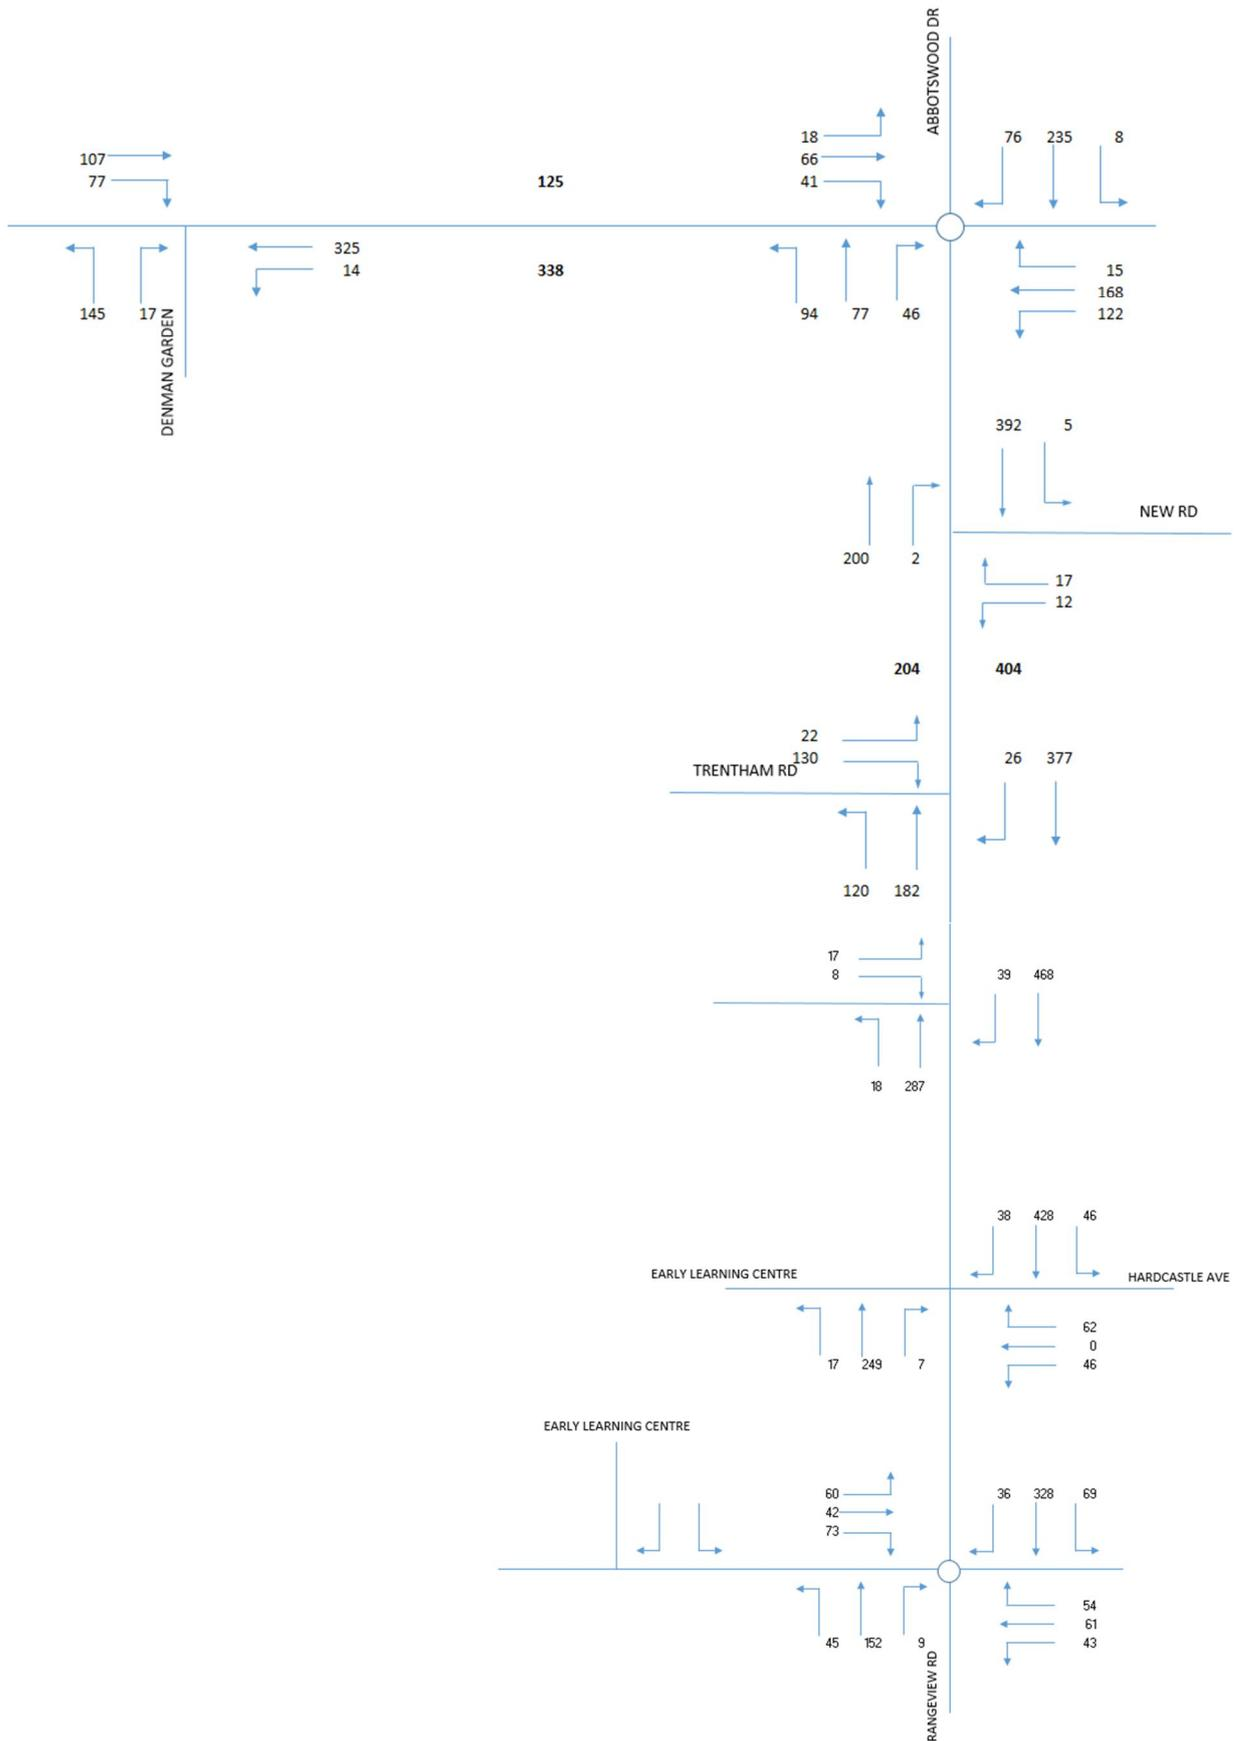 ABBOTSWOOD DR
18
76 235 8
107
66
77
125
41
325
15
338
14
168
145 17
94 77 46
122
DENMAN GARDEN
392 5
NEW RD
200 2
17
12
204 404
22
130
26 377
TRENTHAM RD
120 182
17
8
39 468
18 287
38 428 46
EARLY LEARNING CENTRE
HARDCASTLE AVE
62
0
17 249 7
46
EARLY LEARNING CENTRE
60
36 328 69
42
73
54
61
45 152 9
43
RANGEVIEW RD